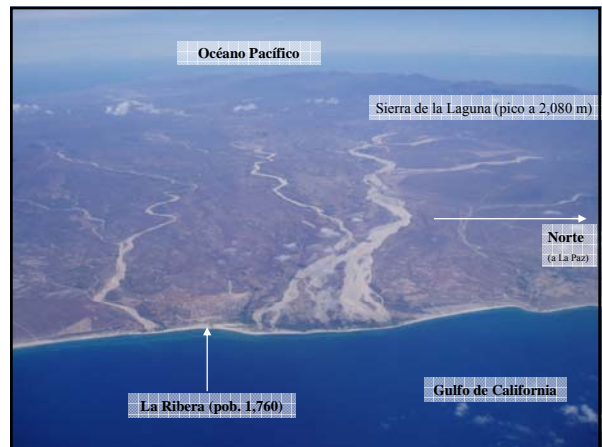 Océano Pacífico
Sierra de la Laguna (pico a 2,080 m)
Norte
(a La Paz)
La Ribera (pob. 1,760)
Gulfo de California